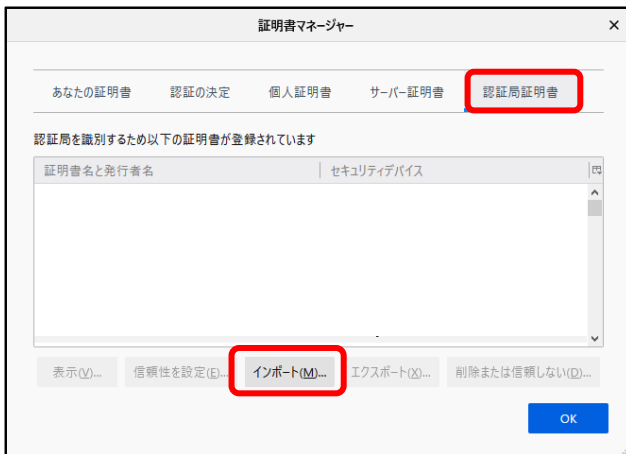 証明書マネージャー
あなたの証明書 認証の決定 個人証明書 サーバー証明書 認証局証明書
認証局を識別するため以下の証明書が登録されています
証明書名と発行者名 セキュリティデバイス
表示(V)... 信頼性を設定(E)... インポート(M)... エクスポート(X)... 削除または信頼しない(D)...
OK